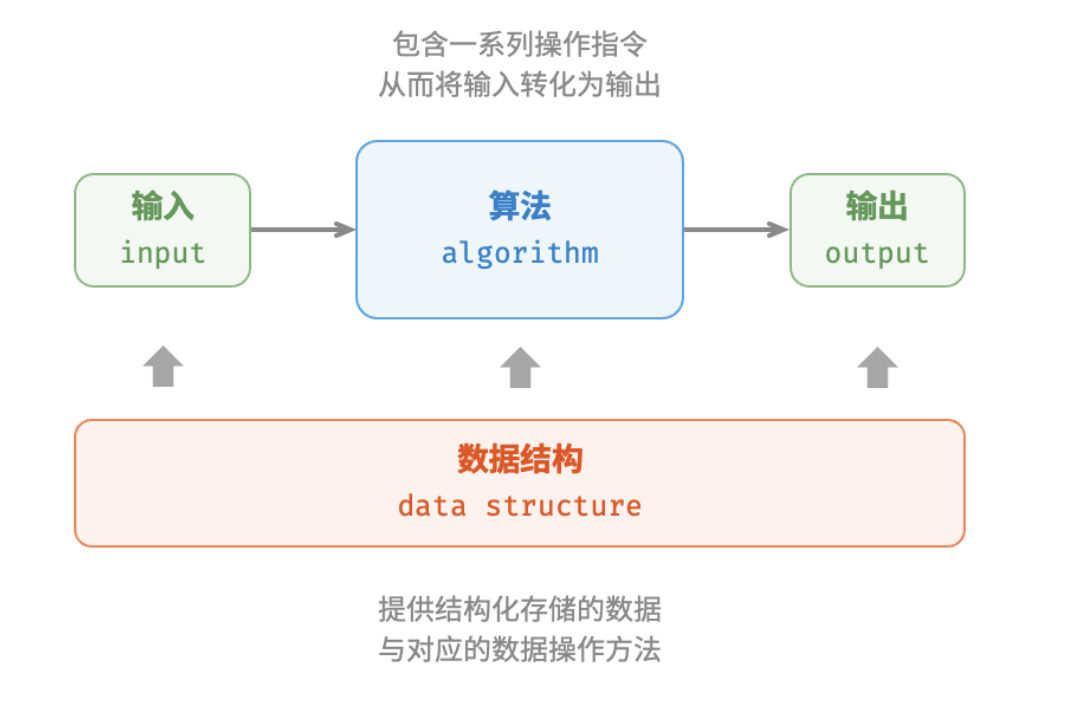 包含一系列操作指令
从而将输入转化为输出
输入
input
算法
algorithm
输出
output
数据结构
data structure
提供结构化存储的数据
与对应的数据操作方法